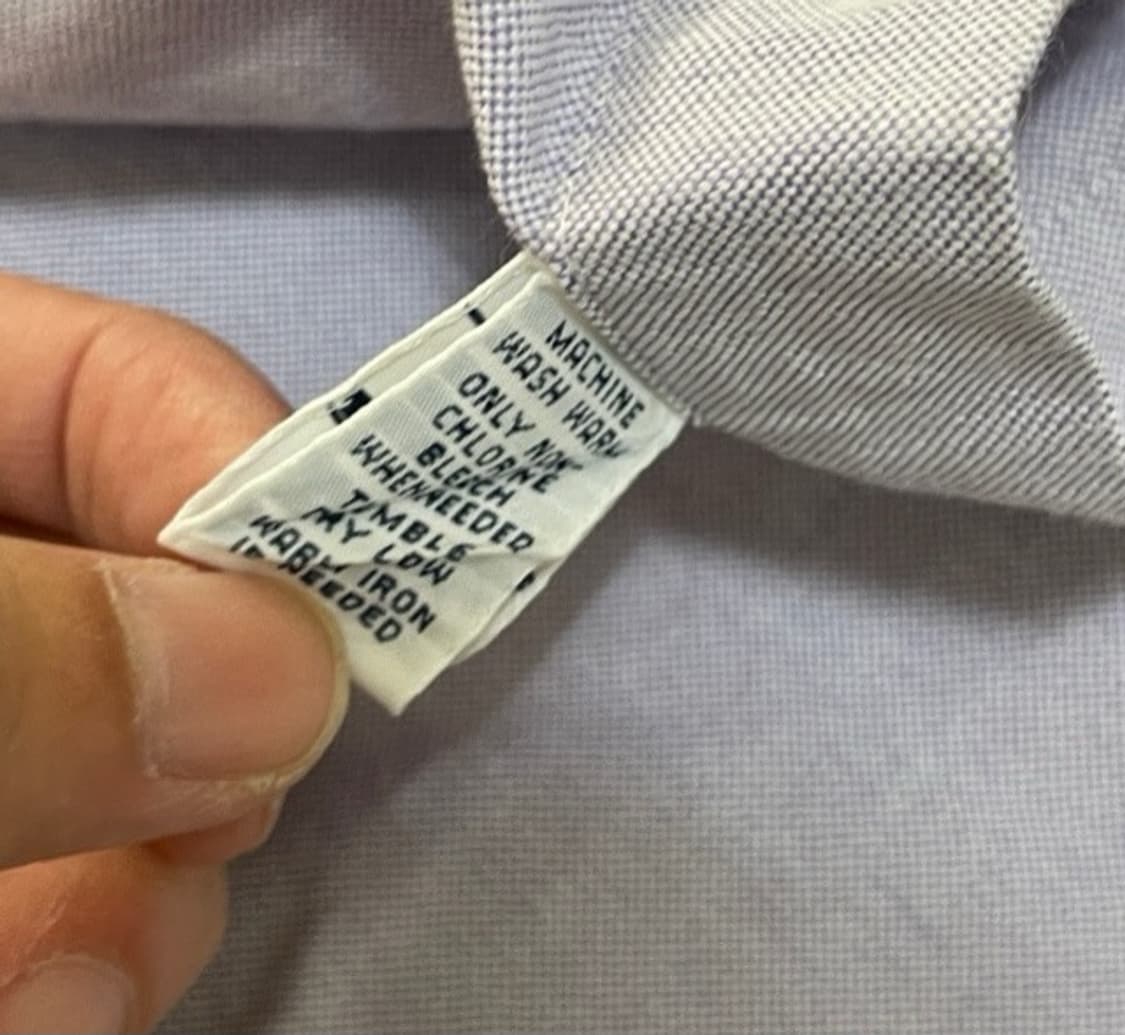 MACHINE
WASH WARM
ONLY NON
CHLORINE
BLEACH
WHEN NEEDED
TUMBLE
DRY LOW
WARM IRON
IF NEEDED